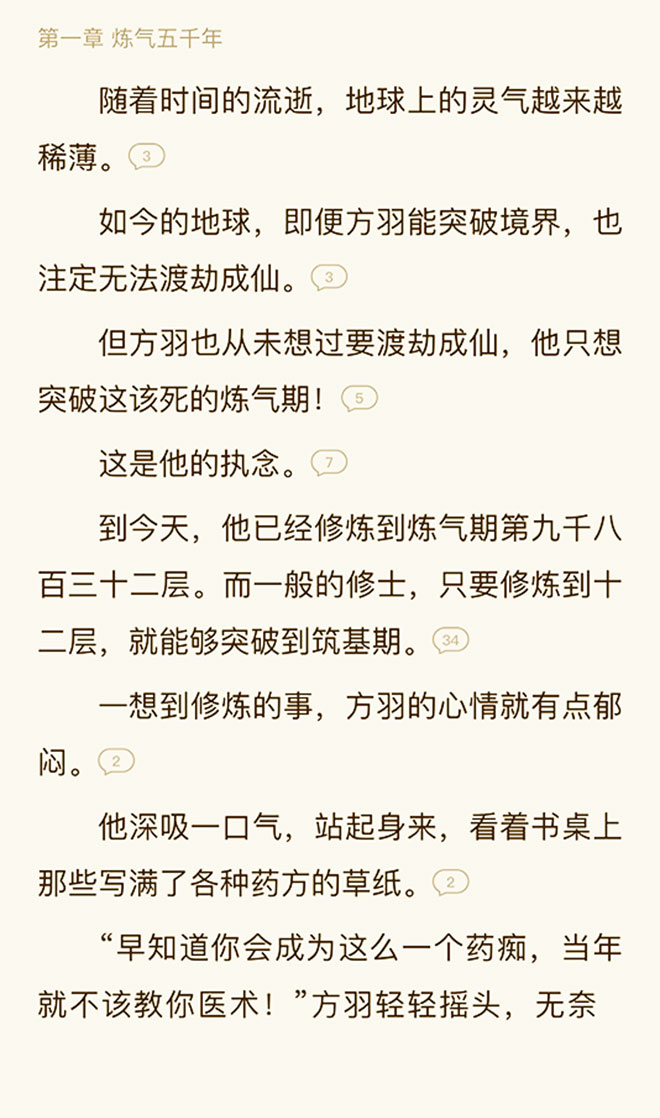 第一章 炼气五千年
随着时间的流逝，地球上的灵气越来越
稀薄。3
如今的地球，即便方羽能突破境界，也
注定无法渡劫成仙。3
但方羽也从未想过要渡劫成仙，他只想
突破这该死的炼气期！5
这是他的执念。7
到今天，他已经修炼到炼气期第九千八
百三十二层。而一般的修士，只要修炼到十
二层，就能够突破到筑基期。34
一想到修炼的事，方羽的心情就有点郁
闷。2
他深吸一口气，站起身来，看着书桌上
那些写满了各种药方的草纸。2
“早知道你会成为这么一个药痴，当年
就不该教你医术！”方羽轻轻摇头，无奈